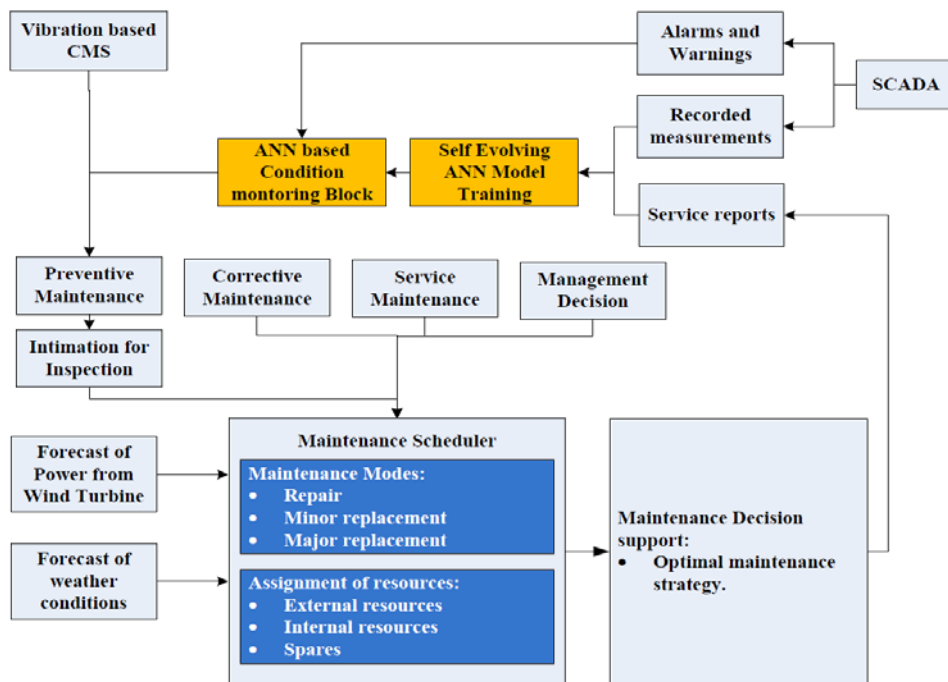 Vibration based
CMS
Alarms and
Warnings
SCADA
Recorded
measurements
ANN based
Condition
montoring Block
Self Evolving
ANN Model
Training
Service reports
Preventive
Maintenance
Corrective
Maintenance
Service
Maintenance
Management
Decision
Intimation for
Inspection
Forecast of
Power from
Wind Turbine
Forecast of
weather
conditions
Maintenance Scheduler
Maintenance Modes:
• Repair
• Minor replacement
• Major replacement
Assignment of resources:
• External resources
• Internal resources
• Spares
Maintenance Decision
support:
• Optimal maintenance
strategy.